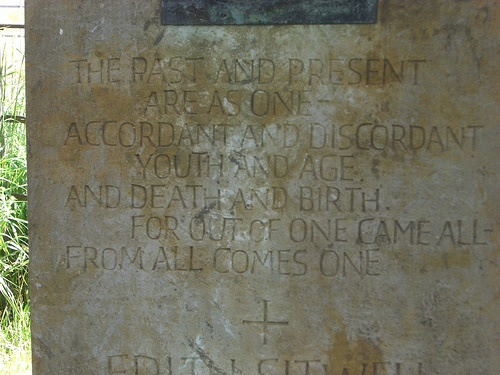 THE PAST AND PRESENT
ARE AS ONE-
ACCORDANT AND DISCORDANT
YOUTH AND AGE.
AND DEATH AND BIRTH.
FOR OUT OF ONE CAME ALL-
FROM ALL COMES ONE
EDITH SITWELL